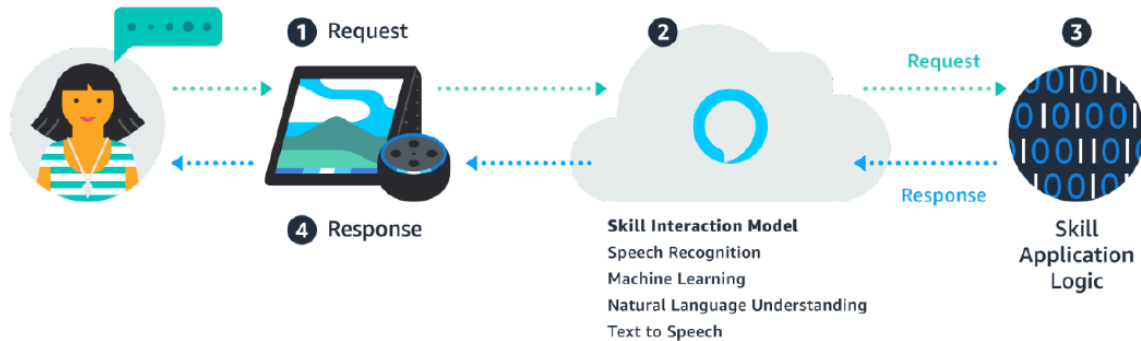 1 Request
2
3
Request
Response
4 Response
Skill Interaction Model
Speech Recognition
Machine Learning
Natural Language Understanding
Text to Speech
Skill
Application
Logic